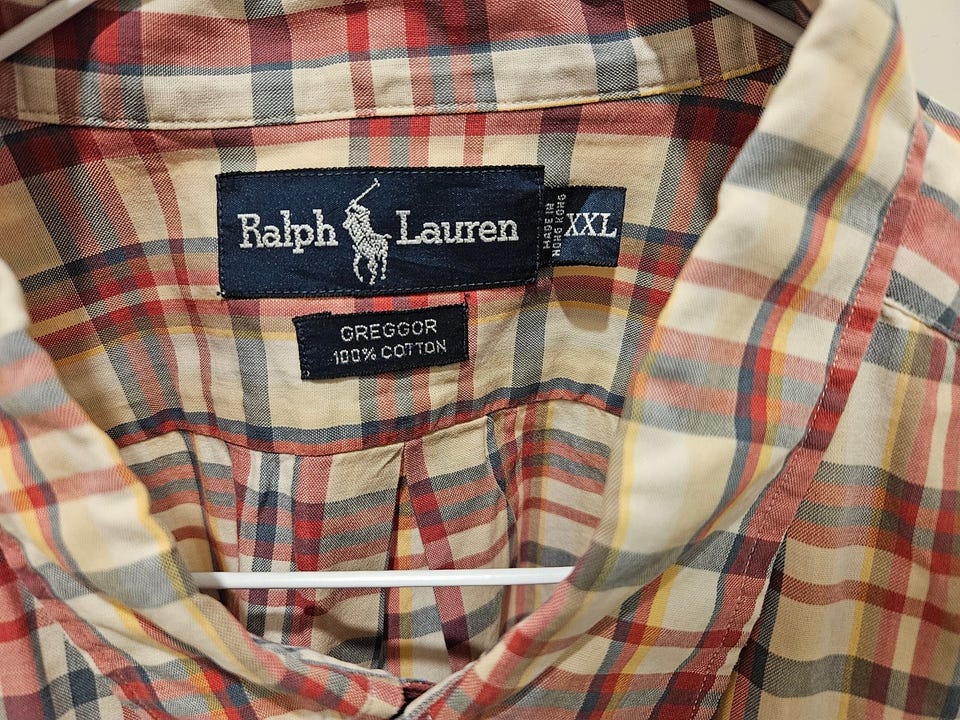 Ralph Lauren
MADE IN
HONG KONG
XXL
GREGGOR
100% COTTON